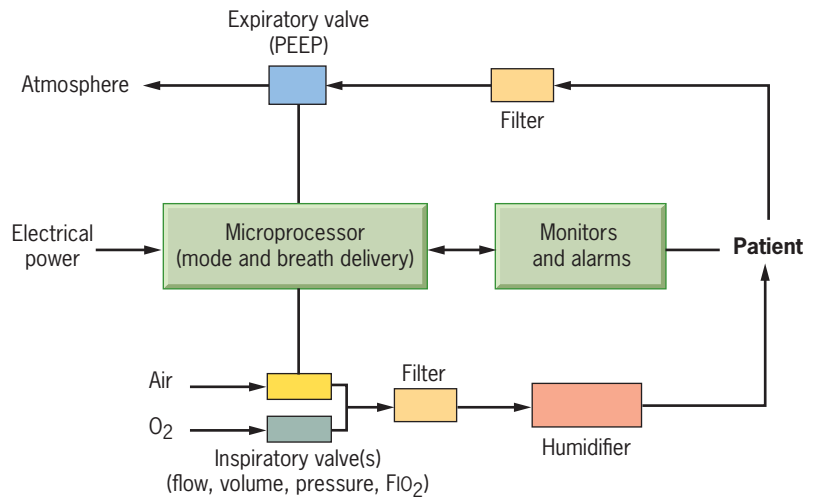 Expiratory valve
(PEEP)
Atmosphere
Filter
Electrical
power
Microprocessor
(mode and breath delivery)
Monitors
and alarms
Patient
Air
Filter
O2
Humidifier
Inspiratory valve(s)
(flow, volume, pressure, FIO2)